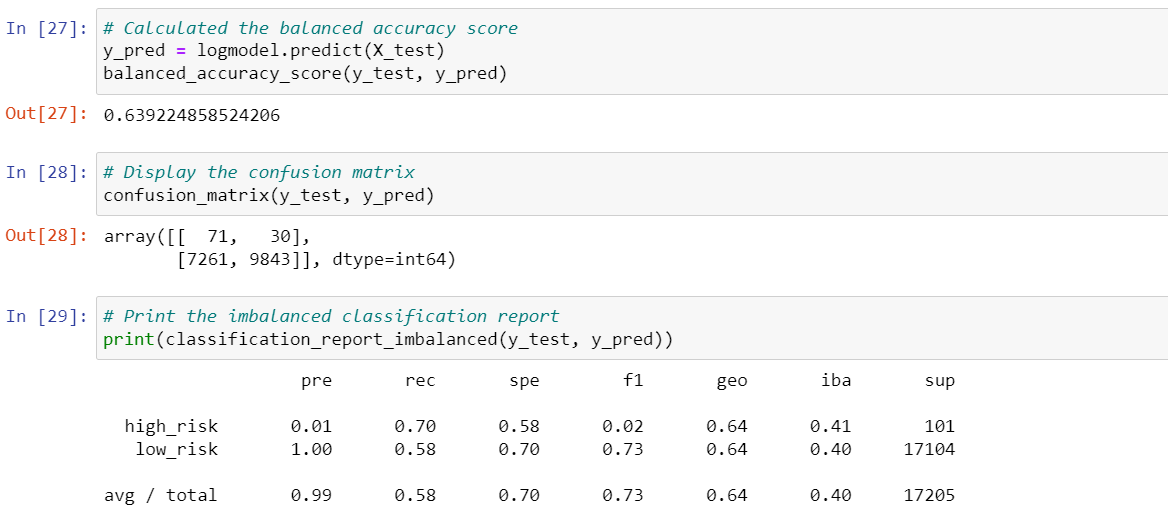 In [27]: # Calculated the balanced accuracy score
y_pred = logmodel.predict(X_test)
balanced_accuracy_score(y_test, y_pred)
Out[27]: 0.639224858524206
In [28]: # Display the confusion matrix
confusion_matrix(y_test, y_pred)
Out[28]: array([[  71,   30],
       [7261, 9843]], dtype=int64)
In [29]: # Print the imbalanced classification report
print(classification_report_imbalanced(y_test, y_pred))
pre rec spe f1 geo iba sup
high_risk 0.01 0.70 0.58 0.02 0.64 0.41 101
low_risk 1.00 0.58 0.70 0.73 0.64 0.40 17104
avg / total 0.99 0.58 0.70 0.73 0.64 0.40 17205